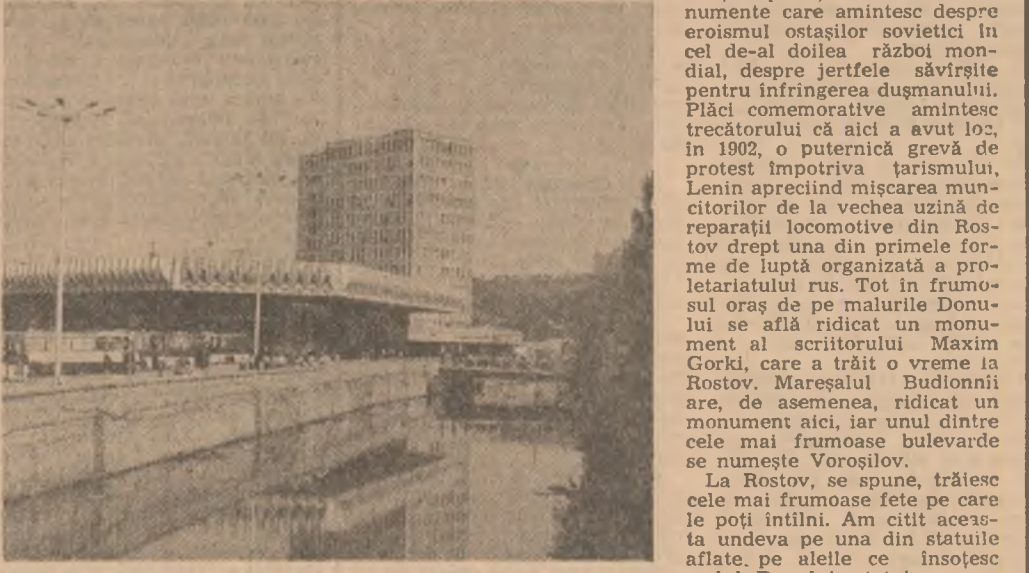 numente care amintesc despre
eroismul ostașilor sovietici în
cel de-al doilea război mon-
dial, despre jertfele săvîrșite
pentru înfringerea dușmanului.
Plăci comemorative amintesc
trecătorului că aici a avut loc,
în 1902, o puternică grevă de
protest împotriva țarismului,
Lenin apreciind mișcarea mun-
citorilor de la vechea uzină de
reparații locomotive din Ros-
tov drept una din primele for-
me de luptă organizată a pro-
letariatului rus. Tot în frumo-
sul oraș de pe malurile Donu-
lui se află ridicat un monu-
ment al scriitorului Maxim
Gorki, care a trăit o vreme la
Rostov. Mareșalul Budionnîi
are, de asemenea, ridicat un
monument aici, iar unul dintre
cele mai frumoase bulevarde
se numește Voroșilov.
La Rostov, se spune, trăiesc
cele mai frumoase fete pe care
le poți întîlni. Am citit aceas-
ta undeva pe una din statuile
aflate pe aleile ce însoțesc